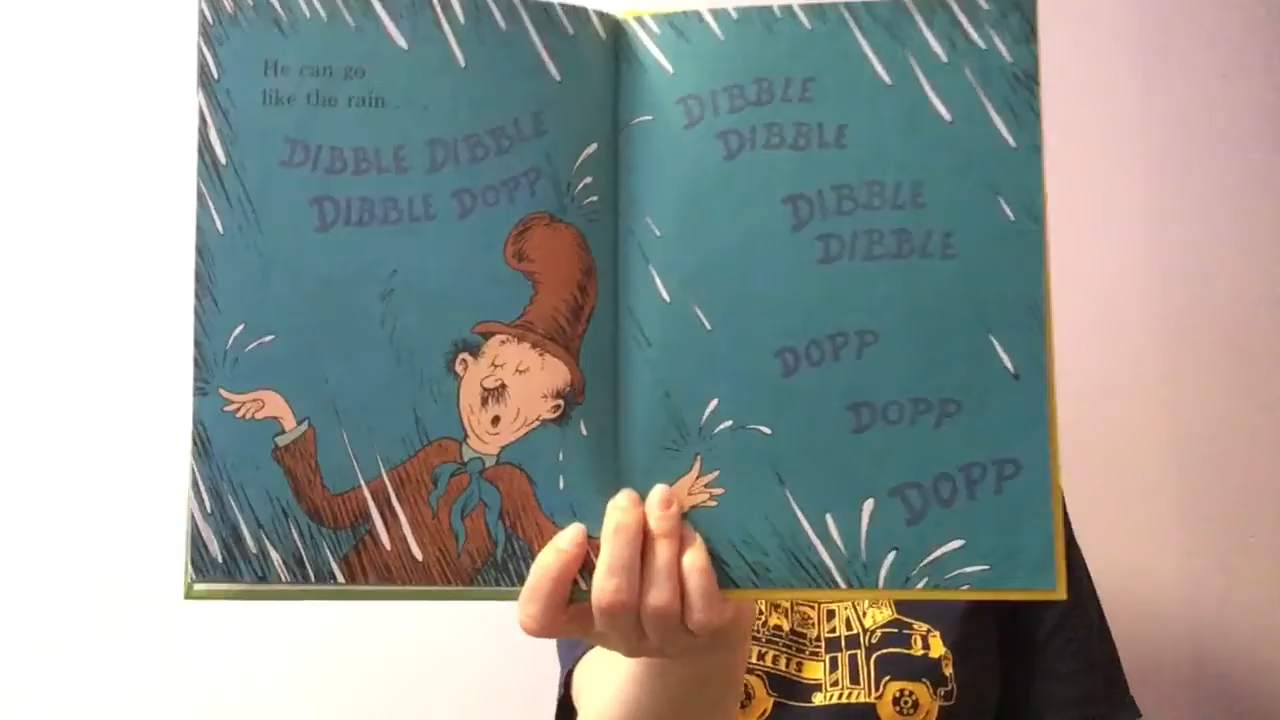 He can go
like the rain . . .
DIBBLE DIBBLE
DIBBLE DOPP
DIBBLE
DIBBLE
DIBBLE
DIBBLE
DOPP
DOPP
DOPP
KETS